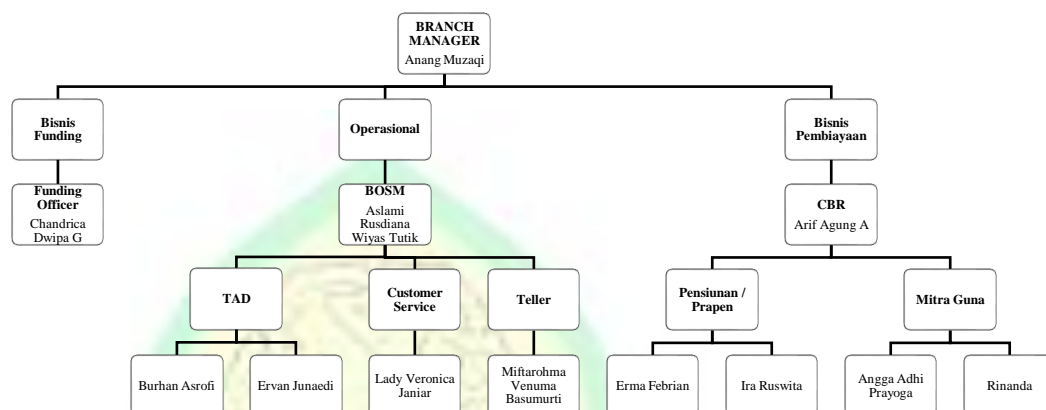 BRANCH
MANAGER
Anang Muzaqi
Bisnis
Funding
Operasional
Bisnis
Pembiayaan
Funding
Officer
Chandrica
Dwipa G
BOSM
Aslami
Rusdiana
Wiyas Tutik
CBR
Arif Agung A
TAD
Customer
Service
Teller
Pensiunan /
Prapen
Mitra Guna
Burhan Asrofi
Ervan Junaedi
Lady Veronica
Janiar
Miftarohma
Venuma
Basumurti
Erma Febrian
Ira Ruswita
Angga Adhi
Prayoga
Rinanda